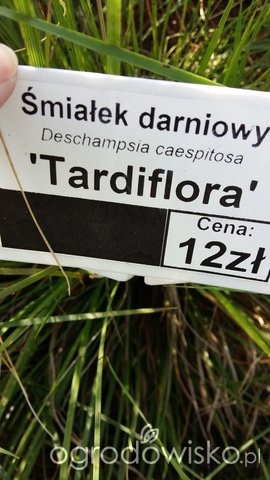 Śmiałek darniowy
Deschampsia caespitosa
'Tardiflora'
Cena:
12zł
ogrodowisko.pl